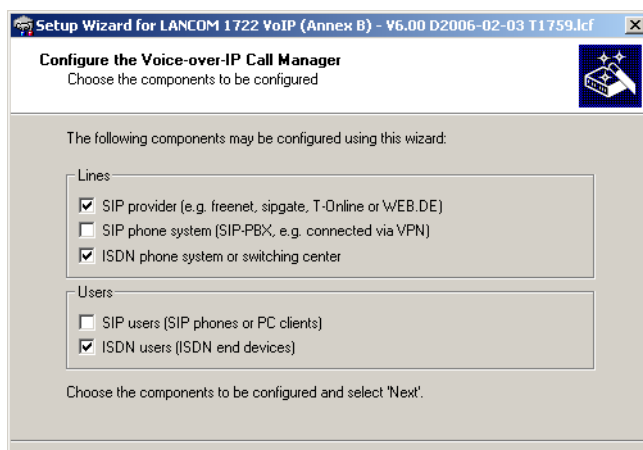 Setup Wizard for LANCOM 1722 VoIP (Annex B) - V6.00 D2006-02-03 T1759.lcf
Configure the Voice-over-IP Call Manager
Choose the components to be configured
The following components may be configured using this wizard:
Lines
SIP provider (e.g. freenet, sipgate, T-Online or WEB.DE)
SIP phone system (SIP-PBX, e.g. connected via VPN)
ISDN phone system or switching center
Users
SIP users (SIP phones or PC clients)
ISDN users (ISDN end devices)
Choose the components to be configured and select 'Next'.